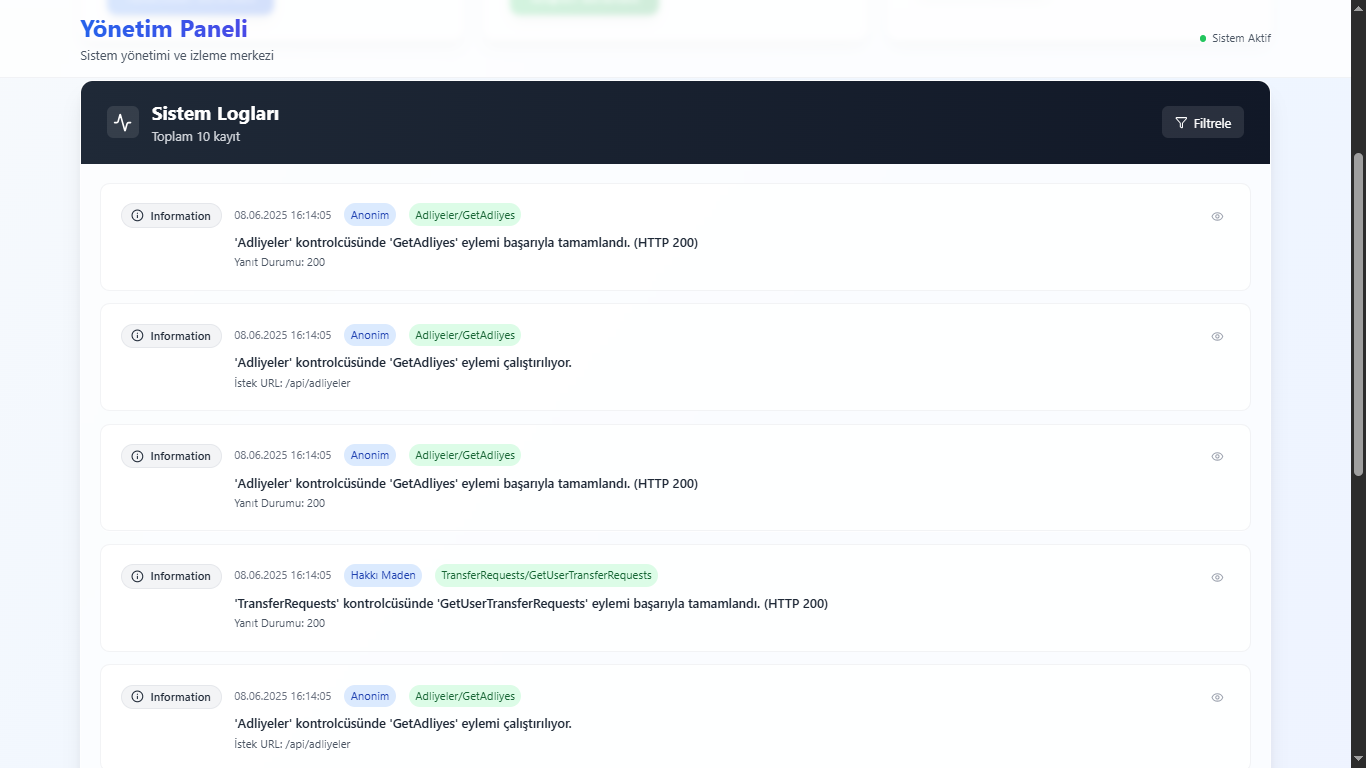 Yönetim Paneli
Sistem yönetimi ve izleme merkezi
Sistem Aktif
Sistem Logları
Toplam 10 kayıt
Filtrele
Information 08.06.2025 16:14:05 Anonim Adliyeler/GetAdliyes
'Adliyeler' kontrolcüsünde 'GetAdliyes' eylemi başarıyla tamamlandı. (HTTP 200)
Yanıt Durumu: 200
Information 08.06.2025 16:14:05 Anonim Adliyeler/GetAdliyes
'Adliyeler' kontrolcüsünde 'GetAdliyes' eylemi çalıştırılıyor.
İstek URL: /api/adliyeler
Information 08.06.2025 16:14:05 Anonim Adliyeler/GetAdliyes
'Adliyeler' kontrolcüsünde 'GetAdliyes' eylemi başarıyla tamamlandı. (HTTP 200)
Yanıt Durumu: 200
Information 08.06.2025 16:14:05 Hakkı Maden TransferRequests/GetUserTransferRequests
'TransferRequests' kontrolcüsünde 'GetUserTransferRequests' eylemi başarıyla tamamlandı. (HTTP 200)
Yanıt Durumu: 200
Information 08.06.2025 16:14:05 Anonim Adliyeler/GetAdliyes
'Adliyeler' kontrolcüsünde 'GetAdliyes' eylemi çalıştırılıyor.
İstek URL: /api/adliyeler